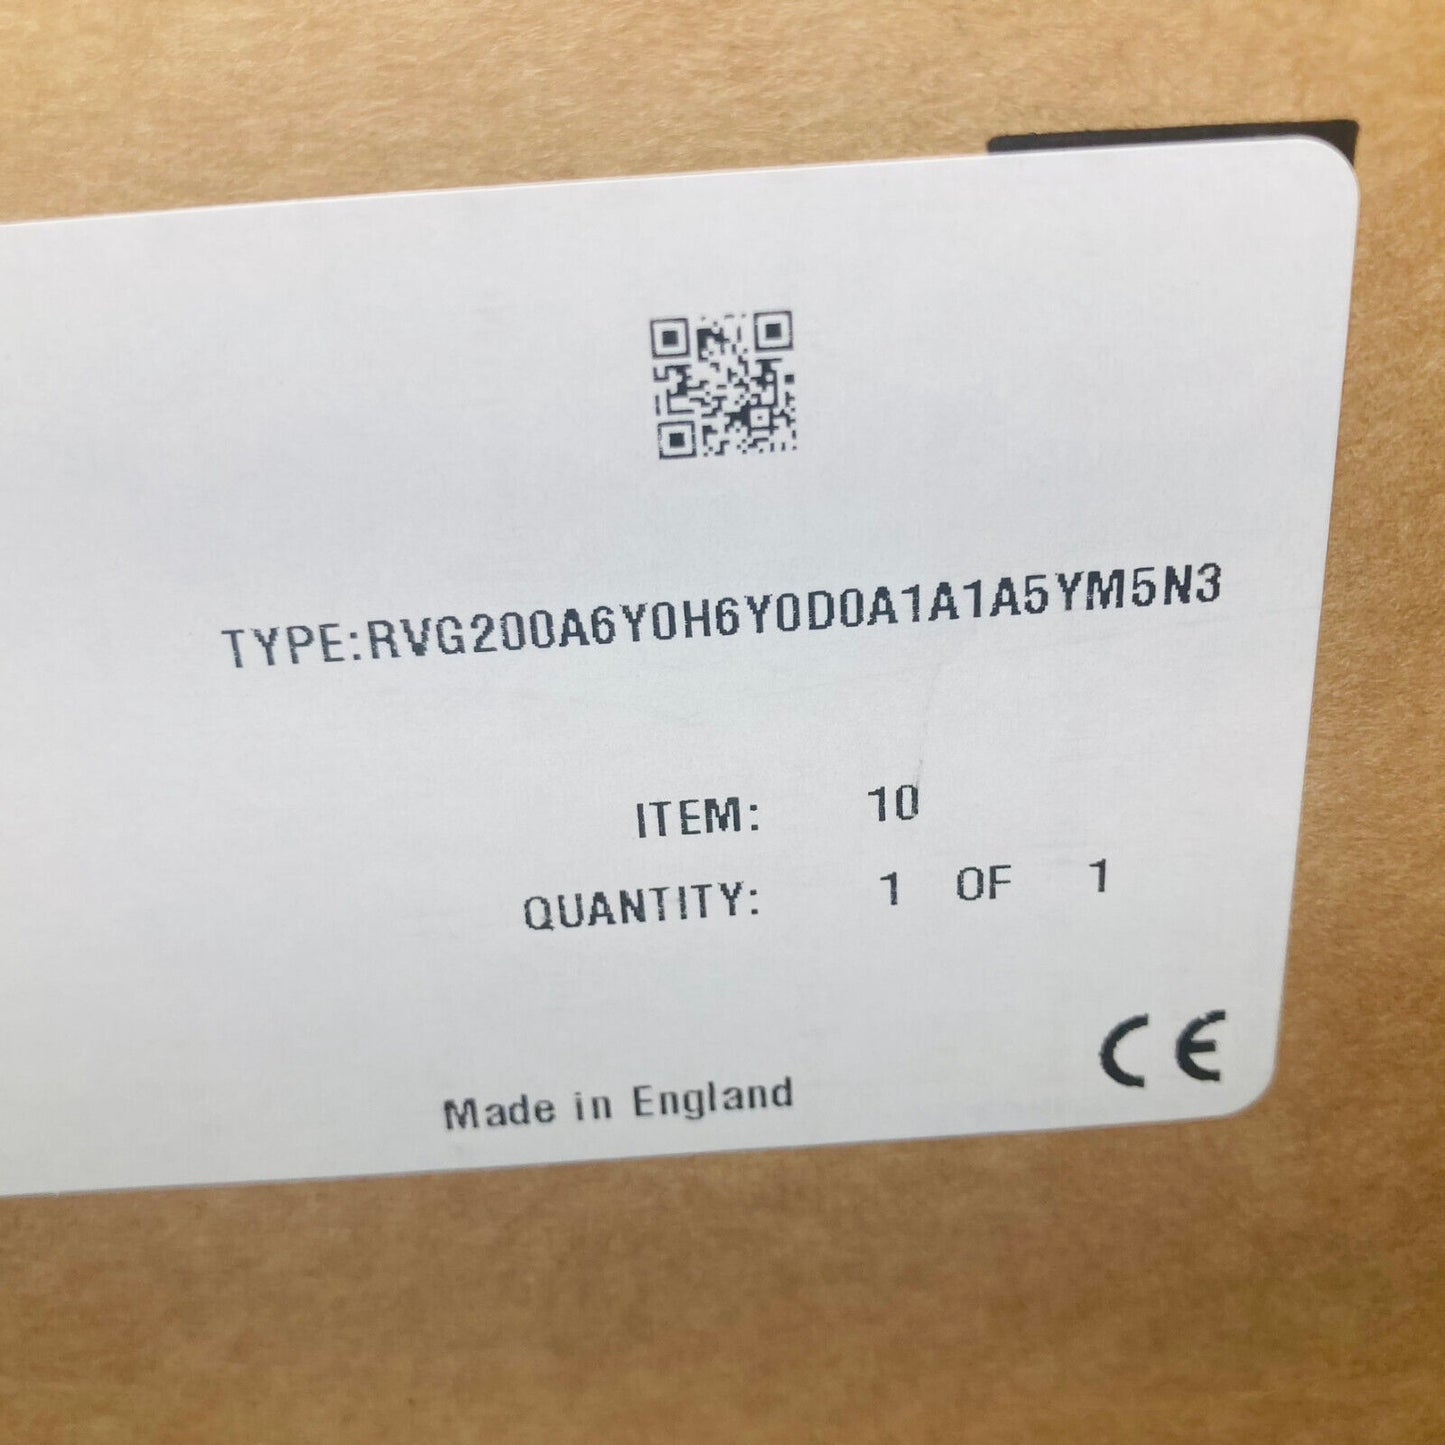 TYPE:RVG200A6Y0H6Y0D0A1A1A5YM5N3
ITEM: 10
QUANTITY: 1 OF 1
CE
Made in England